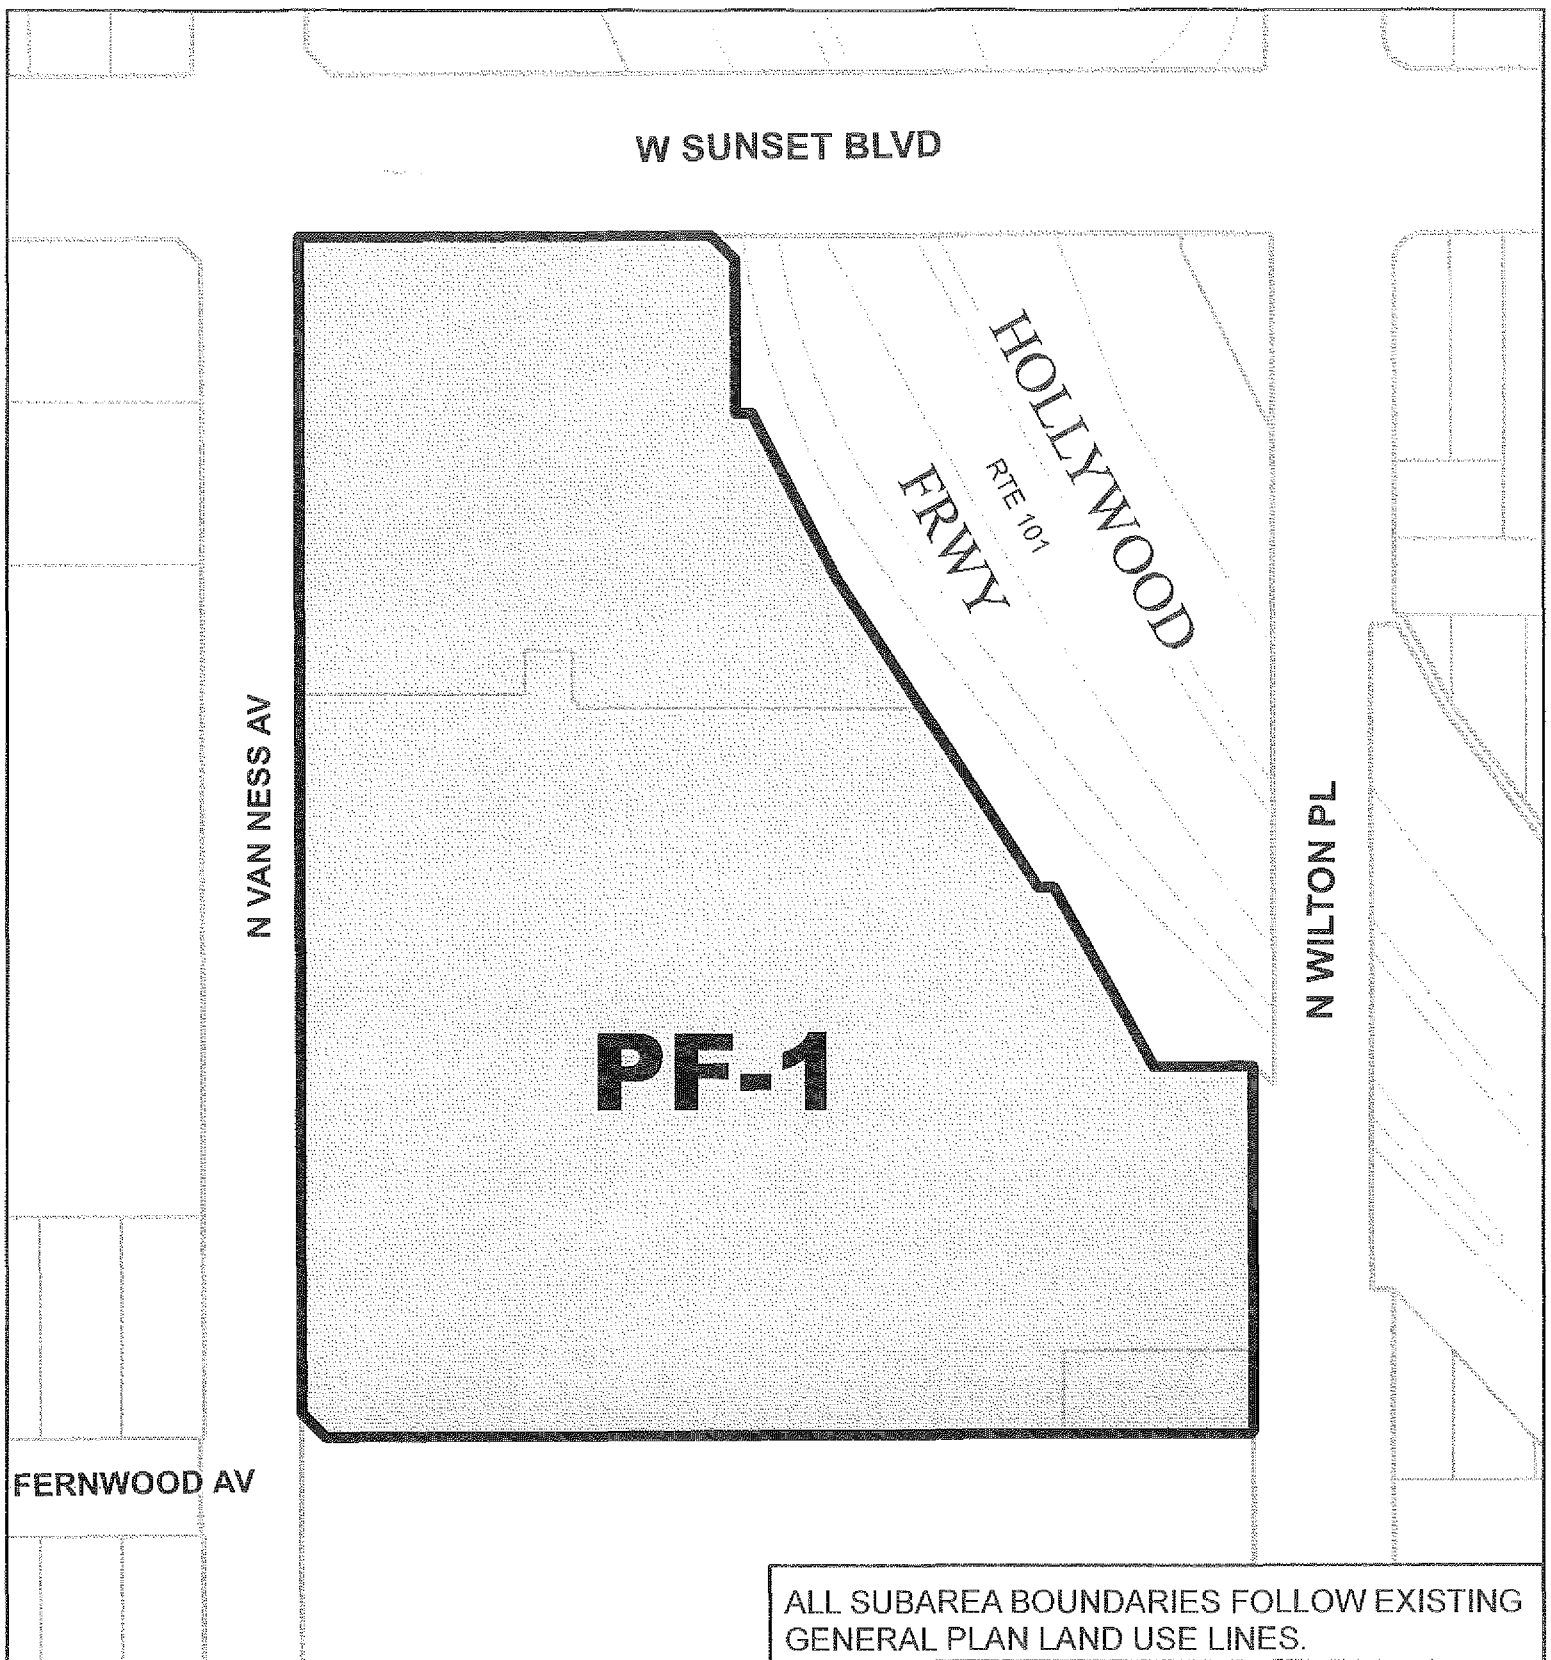 W SUNSET BLVD
HOLLYWOOD
RTE 101
FRWY
N VAN NESS AV
N WILTON PL
PF-1
FERNWOOD AV
ALL SUBAREA BOUNDARIES FOLLOW EXISTING
GENERAL PLAN LAND USE LINES.